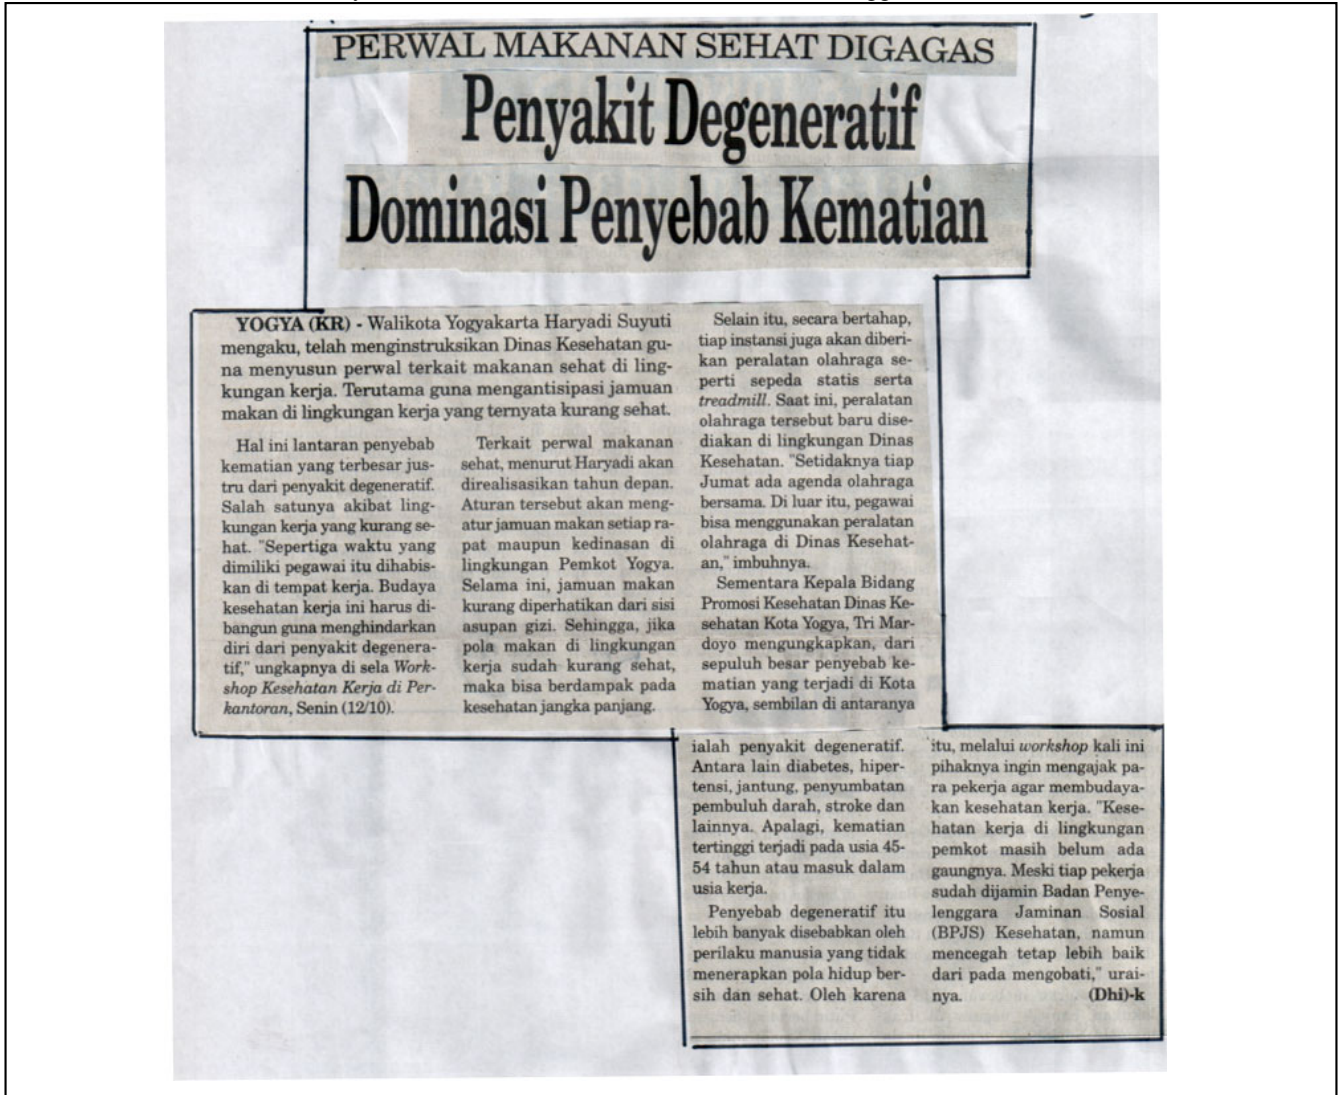 PERWAL MAKANAN SEHAT DIGAGAS
Penyakit Degeneratif
Dominasi Penyebab Kematian
YOGYA (KR) - Walikota Yogyakarta Haryadi Suyuti
mengaku, telah menginstruksikan Dinas Kesehatan gu-
na menyusun perwal terkait makanan sehat di ling-
kungan kerja. Terutama guna mengantisipasi jamuan
makan di lingkungan kerja yang ternyata kurang sehat.
Hal ini lantaran penyebab
kematian yang terbesar jus-
tru dari penyakit degeneratif.
Salah satunya akibat ling-
kungan kerja yang kurang se-
hat. "Sepertiga waktu yang
dimiliki pegawai itu dihabis-
kan di tempat kerja. Budaya
kesehatan kerja ini harus di-
bangun guna menghindarkan
diri dari penyakit degenera-
tif," ungkapnya di sela Work-
shop Kesehatan Kerja di Per-
kantoran, Senin (12/10).
Terkait perwal makanan
sehat, menurut Haryadi akan
direalisasikan tahun depan.
Aturan tersebut akan meng-
atur jamuan makan setiap ra-
pat maupun kedinasan di
lingkungan Pemkot Yogya.
Selama ini, jamuan makan
kurang diperhatikan dari sisi
asupan gizi. Sehingga, jika
pola makan di lingkungan
kerja sudah kurang sehat,
maka bisa berdampak pada
kesehatan jangka panjang.
Selain itu, secara bertahap,
tiap instansi juga akan diberi-
kan peralatan olahraga se-
perti sepeda statis serta
treadmill. Saat ini, peralatan
olahraga tersebut baru dise-
diakan di lingkungan Dinas
Kesehatan. "Setidaknya tiap
Jumat ada agenda olahraga
bersama. Di luar itu, pegawai
bisa menggunakan peralatan
olahraga di Dinas Kesehat-
an," imbuhnya.
Sementara Kepala Bidang
Promosi Kesehatan Dinas Ke-
sehatan Kota Yogya, Tri Mar-
doyo mengungkapkan, dari
sepuluh besar penyebab ke-
matian yang terjadi di Kota
Yogya, sembilan di antaranya
ialah penyakit degeneratif.
Antara lain diabetes, hiper-
tensi, jantung, penyumbatan
pembuluh darah, stroke dan
lainnya. Apalagi, kematian
tertinggi terjadi pada usia 45-
54 tahun atau masuk dalam
usia kerja.
Penyebab degeneratif itu
lebih banyak disebabkan oleh
perilaku manusia yang tidak
menerapkan pola hidup ber-
sih dan sehat. Oleh karena
itu, melalui workshop kali ini
pihaknya ingin mengajak pa-
ra pekerja agar membudaya-
kan kesehatan kerja. "Kese-
hatan kerja di lingkungan
pemkot masih belum ada
gaungnya. Meski tiap pekerja
sudah dijamin Badan Penye-
lenggara Jaminan Sosial
(BPJS) Kesehatan, namun
mencegah tetap lebih baik
dari pada mengobati," urai-
nya. (Dhi)-k